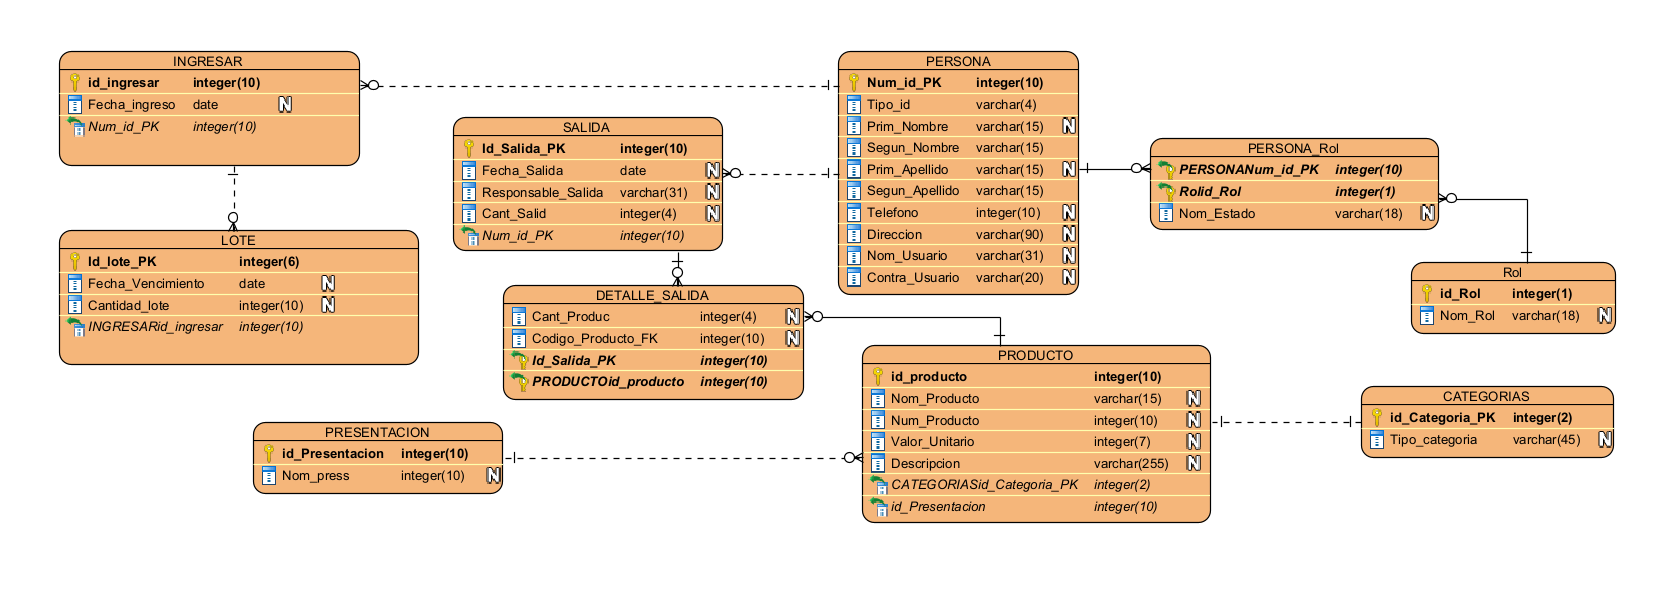 INGRESAR
id_ingresar integer(10)
Fecha_ingreso date N
Num_id_PK integer(10)
LOTE
Id_lote_PK integer(6)
Fecha_Vencimiento date N
Cantidad_lote integer(10) N
INGRESARid_ingresar integer(10)
SALIDA
Id_Salida_PK integer(10)
Fecha_Salida date N
Responsable_Salida varchar(31) N
Cant_Salid integer(4) N
Num_id_PK integer(10)
DETALLE_SALIDA
Cant_Produc integer(4) N
Codigo_Producto_FK integer(10) N
Id_Salida_PK integer(10)
PRODUCTOid_producto integer(10)
PRESENTACION
id_Presentacion integer(10)
Nom_press integer(10) N
PERSONA
Num_id_PK integer(10)
Tipo_id varchar(4)
Prim_Nombre varchar(15) N
Segun_Nombre varchar(15)
Prim_Apellido varchar(15) N
Segun_Apellido varchar(15)
Telefono integer(10) N
Direccion varchar(90) N
Nom_Usuario varchar(31) N
Contra_Usuario varchar(20) N
PERSONA_Rol
PERSONANum_id_PK integer(10)
Rolid_Rol integer(1)
Nom_Estado varchar(18) N
Rol
id_Rol integer(1)
Nom_Rol varchar(18) N
PRODUCTO
id_producto integer(10)
Nom_Producto varchar(15) N
Num_Producto integer(10) N
Valor_Unitario integer(7) N
Descripcion varchar(255) N
CATEGORIASid_Categoria_PK integer(2)
id_Presentacion integer(10)
CATEGORIAS
id_Categoria_PK integer(2)
Tipo_categoria varchar(45) N